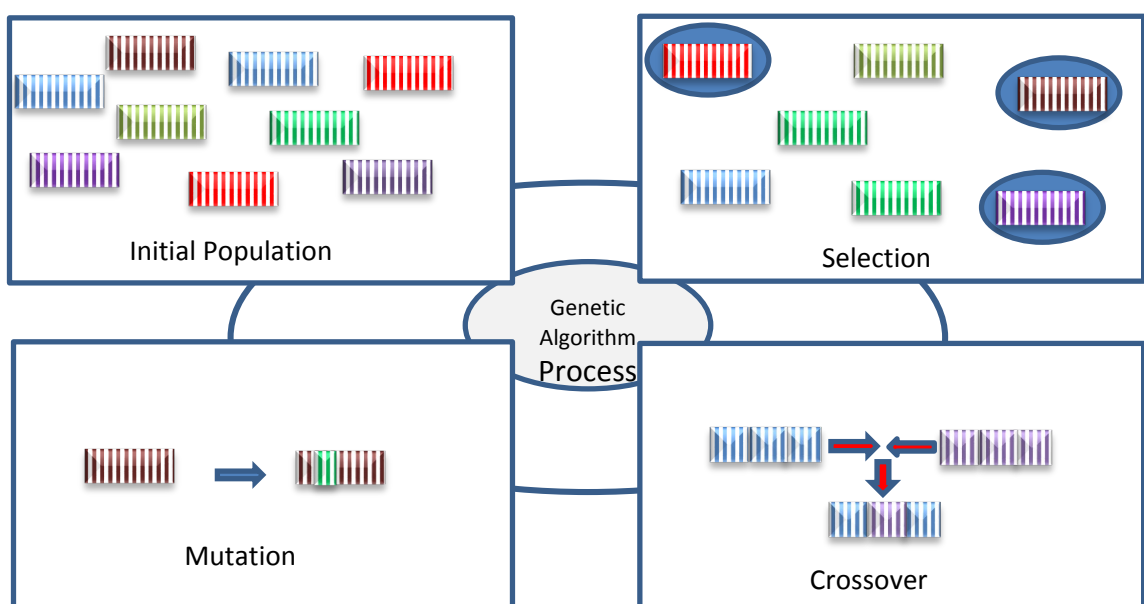 Initial Population
Selection
Genetic
Algorithm
Process
Mutation
Crossover